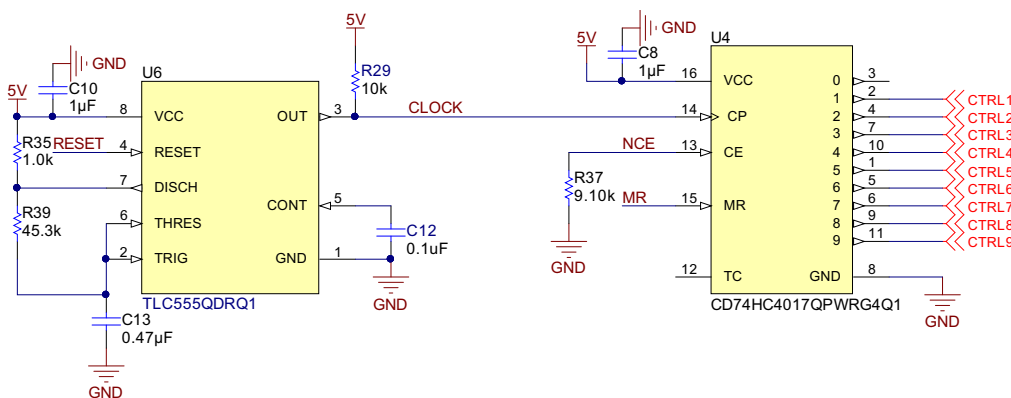 5V
C10
1µF
GND
U6
5V
R29
10k
5V
C8
1µF
GND
U4
5V
R35
1.0k
RESET
R39
45.3k
8
4
7
6
2
VCC
RESET
DISCH
THRES
TRIG
OUT
CONT
GND
3
5
1
CLOCK
C12
0.1uF
GND
TLC555QDRQ1
C13
0.47µF
GND
NCE
R37
9.10k
GND
MR
16
14
13
15
12
VCC
CP
CE
MR
TC
0
1
2
3
4
5
6
7
8
9
GND
3
2
4
7
10
1
5
6
9
11
8
CTRL1
CTRL2
CTRL3
CTRL4
CTRL5
CTRL6
CTRL7
CTRL8
CTRL9
GND
CD74HC4017QPWRG4Q1